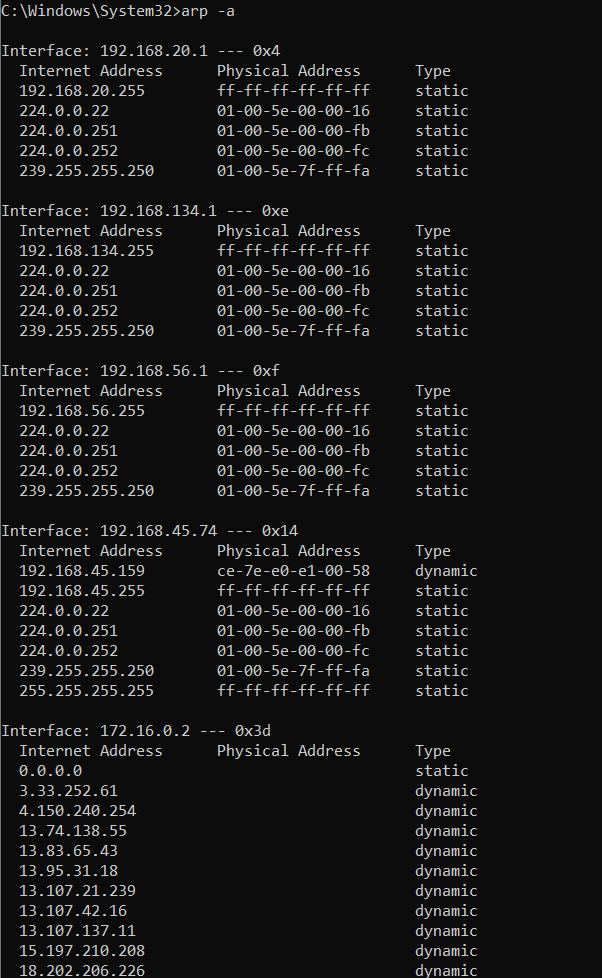 C:\Windows\System32>arp -a
Interface: 192.168.20.1 --- 0x4
Internet Address Physical Address Type
192.168.20.255 ff-ff-ff-ff-ff-ff static
224.0.0.22 01-00-5e-00-00-16 static
224.0.0.251 01-00-5e-00-00-fb static
224.0.0.252 01-00-5e-00-00-fc static
239.255.255.250 01-00-5e-7f-ff-fa static
Interface: 192.168.134.1 --- 0xe
Internet Address Physical Address Type
192.168.134.255 ff-ff-ff-ff-ff-ff static
224.0.0.22 01-00-5e-00-00-16 static
224.0.0.251 01-00-5e-00-00-fb static
224.0.0.252 01-00-5e-00-00-fc static
239.255.255.250 01-00-5e-7f-ff-fa static
Interface: 192.168.56.1 --- 0xf
Internet Address Physical Address Type
192.168.56.255 ff-ff-ff-ff-ff-ff static
224.0.0.22 01-00-5e-00-00-16 static
224.0.0.251 01-00-5e-00-00-fb static
224.0.0.252 01-00-5e-00-00-fc static
239.255.255.250 01-00-5e-7f-ff-fa static
Interface: 192.168.45.74 --- 0x14
Internet Address Physical Address Type
192.168.45.159 ce-7e-e0-e1-00-58 dynamic
192.168.45.255 ff-ff-ff-ff-ff-ff static
224.0.0.22 01-00-5e-00-00-16 static
224.0.0.251 01-00-5e-00-00-fb static
224.0.0.252 01-00-5e-00-00-fc static
239.255.255.250 01-00-5e-7f-ff-fa static
255.255.255.255 ff-ff-ff-ff-ff-ff static
Interface: 172.16.0.2 --- 0x3d
Internet Address Physical Address Type
0.0.0.0 static
3.33.252.61 dynamic
4.150.240.254 dynamic
13.74.138.55 dynamic
13.83.65.43 dynamic
13.95.31.18 dynamic
13.107.21.239 dynamic
13.107.42.16 dynamic
13.107.137.11 dynamic
15.197.210.208 dynamic
18.202.206.226 dynamic